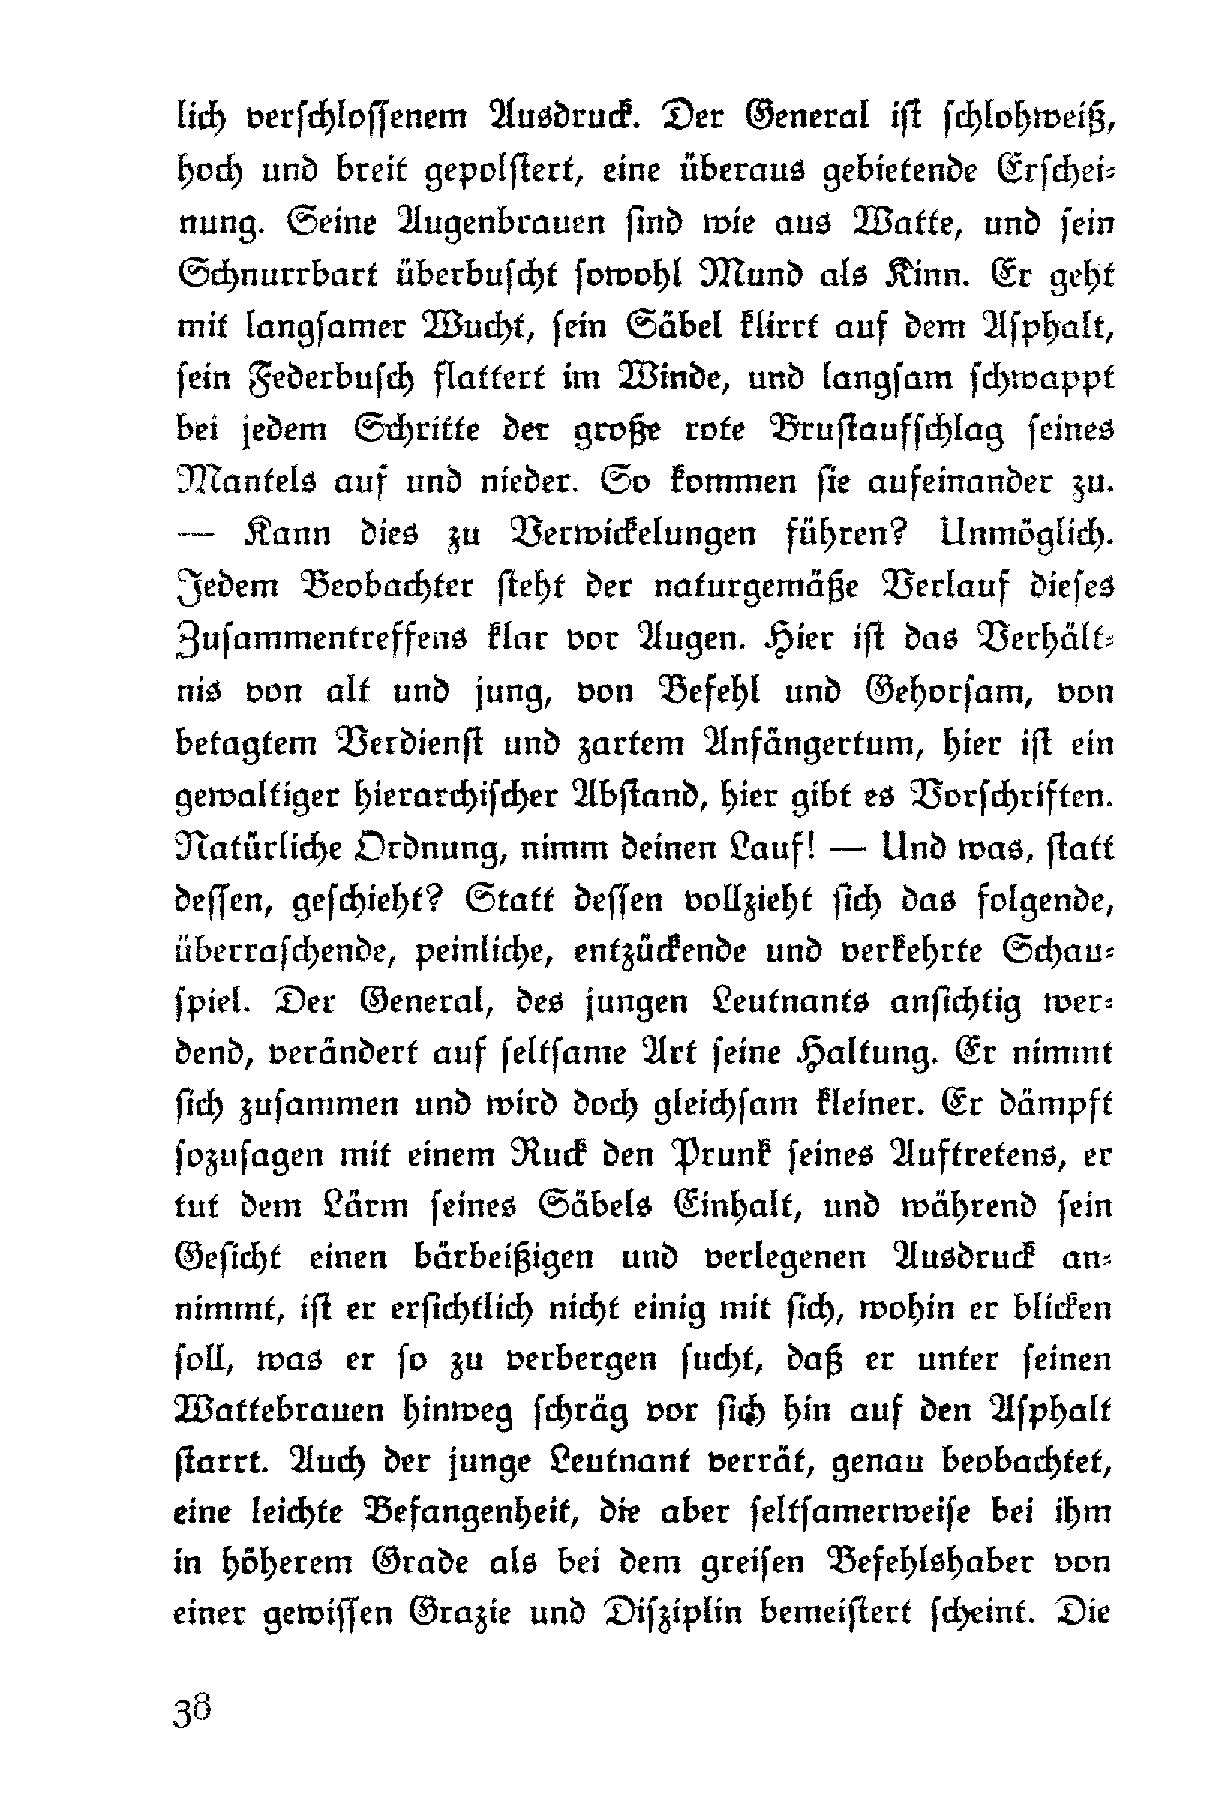 lich verschlossenem Ausdruck. Der General ist schlohweiß,
hoch und breit gepolstert, eine überaus gebietende Erschei-
nung. Seine Augenbrauen sind wie aus Watte, und sein
Schnurrbart überbuscht sowohl Mund als Kinn. Er geht
mit langsamer Wucht, sein Säbel klirrt auf dem Asphalt,
sein Federbusch flattert im Winde, und langsam schwappt
bei jedem Schritte der große rote Brustaufschlag seines
Mantels auf und nieder. So kommen sie aufeinander zu.
— Kann dies zu Verwickelungen führen? Unmöglich.
Jedem Beobachter steht der naturgemäße Verlauf dieses
Zusammentreffens klar vor Augen. Hier ist das Verhält-
nis von alt und jung, von Befehl und Gehorsam, von
betagtem Verdienst und zartem Anfängertum, hier ist ein
gewaltiger hierarchischer Abstand, hier gibt es Vorschriften.
Natürliche Ordnung, nimm deinen Lauf! — Und was, statt
dessen, geschieht? Statt dessen vollzieht sich das folgende,
überraschende, peinliche, entzückende und verkehrte Schau-
spiel. Der General, des jungen Leutnants ansichtig wer-
dend, verändert auf seltsame Art seine Haltung. Er nimmt
sich zusammen und wird doch gleichsam kleiner. Er dämpft
sozusagen mit einem Ruck den Prunk seines Auftretens, er
tut dem Lärm seines Säbels Einhalt, und während sein
Gesicht einen bärbeißigen und verlegenen Ausdruck an-
nimmt, ist er ersichtlich nicht einig mit sich, wohin er blicken
soll, was er so zu verbergen sucht, daß er unter seinen
Wattebrauen hinweg schräg vor sich hin auf den Asphalt
starrt. Auch der junge Leutnant verrät, genau beobachtet,
eine leichte Befangenheit, die aber seltsamerweise bei ihm
in höherem Grade als bei dem greisen Befehlshaber von
einer gewissen Grazie und Disziplin bemeistert scheint. Die
38